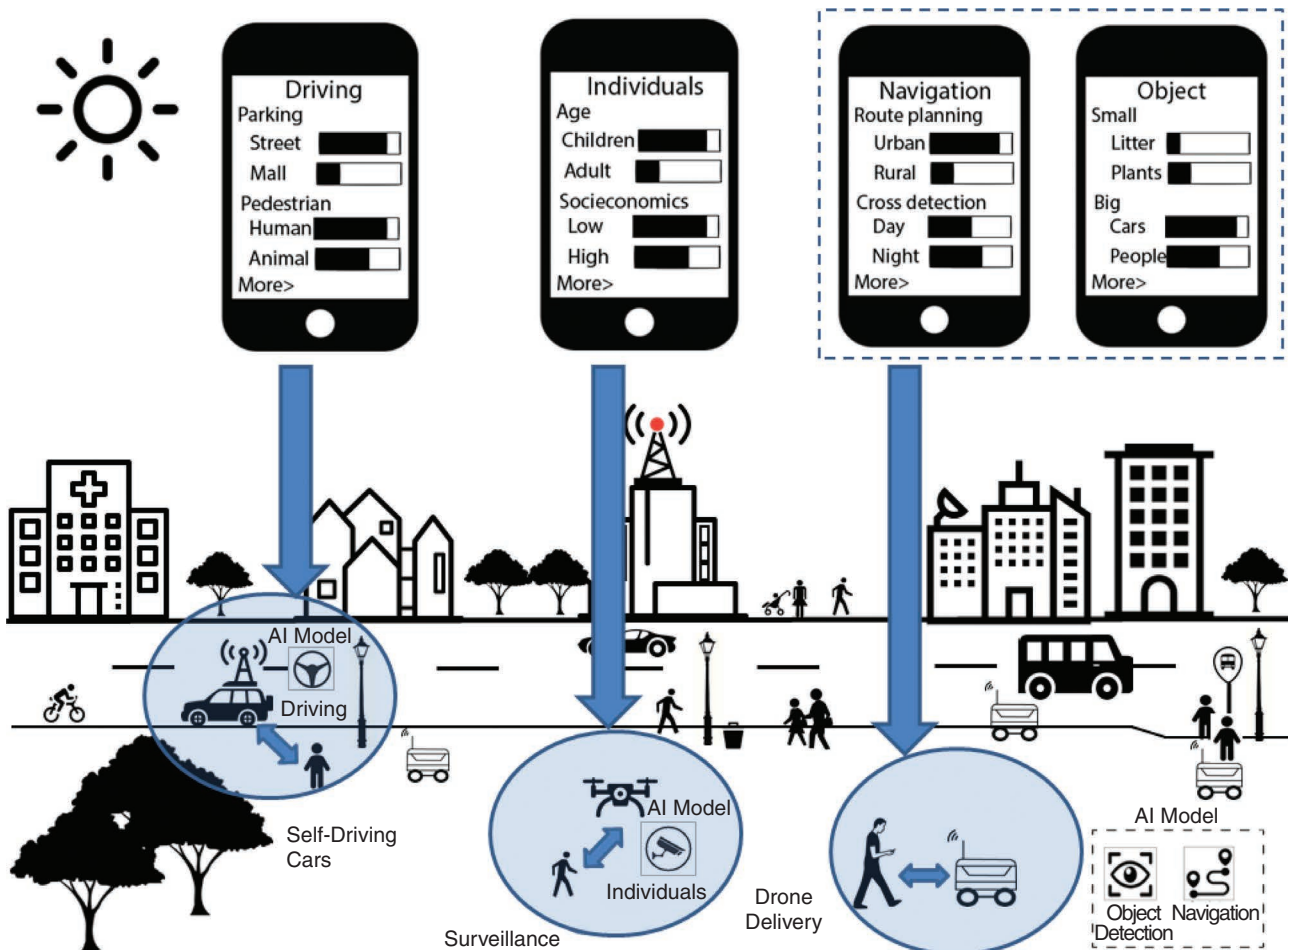 Driving
Parking
Street
Mall
Pedestrian
Human
Animal
More>
Individuals
Age
Children
Adult
Socieconomics
Low
High
More>
Navigation
Route planning
Urban
Rural
Cross detection
Day
Night
More>
Object
Small
Litter
Plants
Big
Cars
People
More>
AI Model
Driving
Self-Driving
Cars
AI Model
Individuals
Surveillance
Drone
Delivery
AI Model
Object
Detection
Navigation